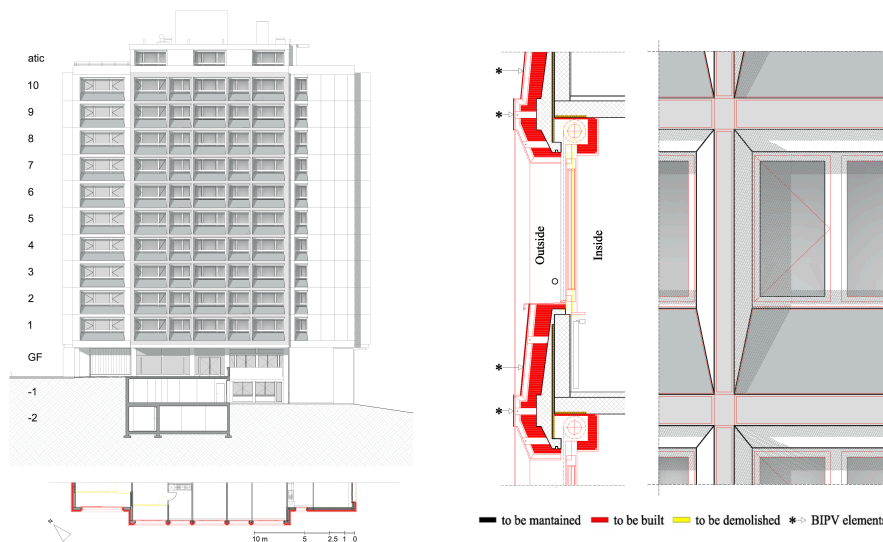 atic
10
9
8
7
6
5
4
3
2
1
GF
-1
-2
N
10 m 5 2.5 1 0
*
*
Outside
Inside
*
*
to be mantained to be built to be demolished *-▷ BIPV elements